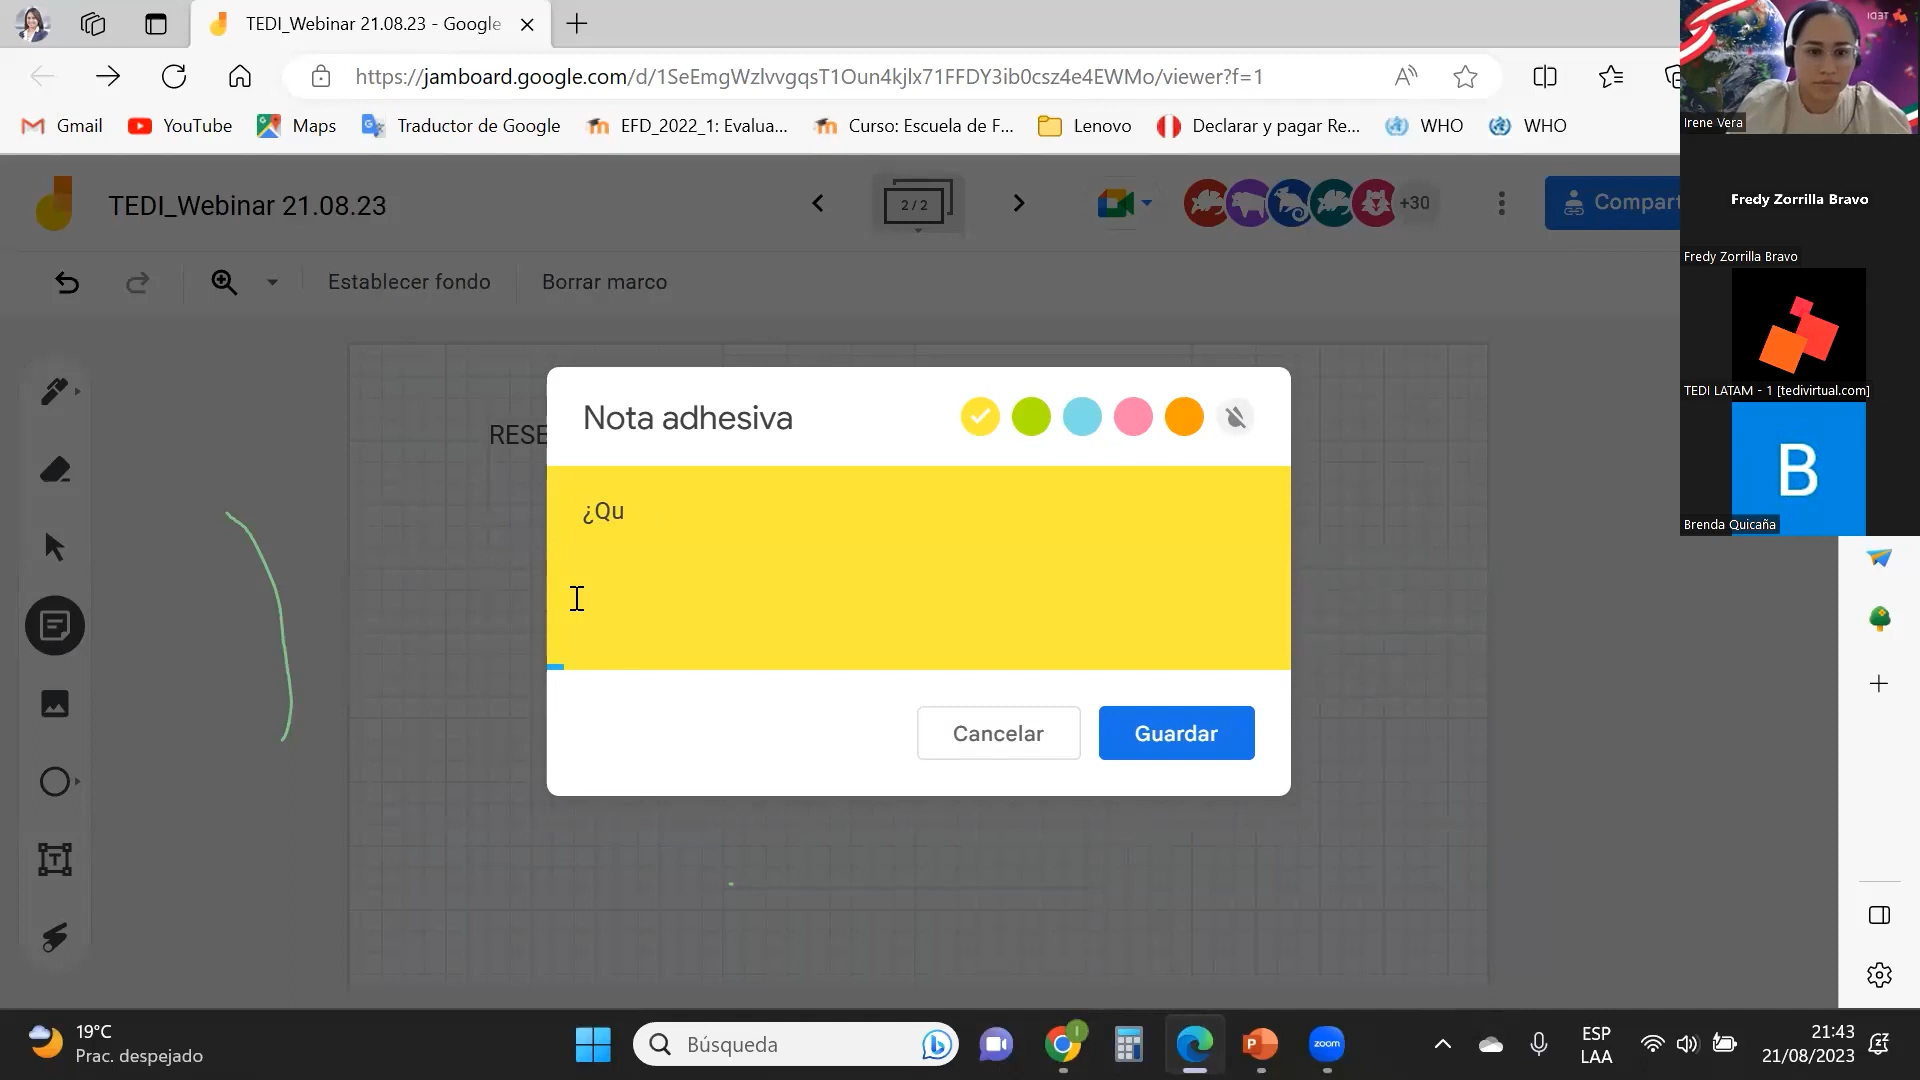 TEDI_Webinar 21.08.23 - Google
https://jamboard.google.com/d/1SeEmgWzlvvgqsT1Oun4kjlx71FFDY3ib0csz4e4EWMo/viewer?f=1
Gmail
YouTube
Maps
Traductor de Google
EFD_2022_1: Evalua...
Curso: Escuela de F...
Lenovo
Declarar y pagar Re...
WHO
WHO
Irene Vera
TEDI_Webinar 21.08.23
2 / 2
+30
Compart
Fredy Zorrilla Bravo
Fredy Zorrilla Bravo
Establecer fondo
Borrar marco
TEDI LATAM - 1 [tedivirtual.com]
RESE
Nota adhesiva
¿Qu
B
Brenda Quicaña
Cancelar
Guardar
19°C
Prac. despejado
Búsqueda
zoom
ESP
LAA
21:43
21/08/2023